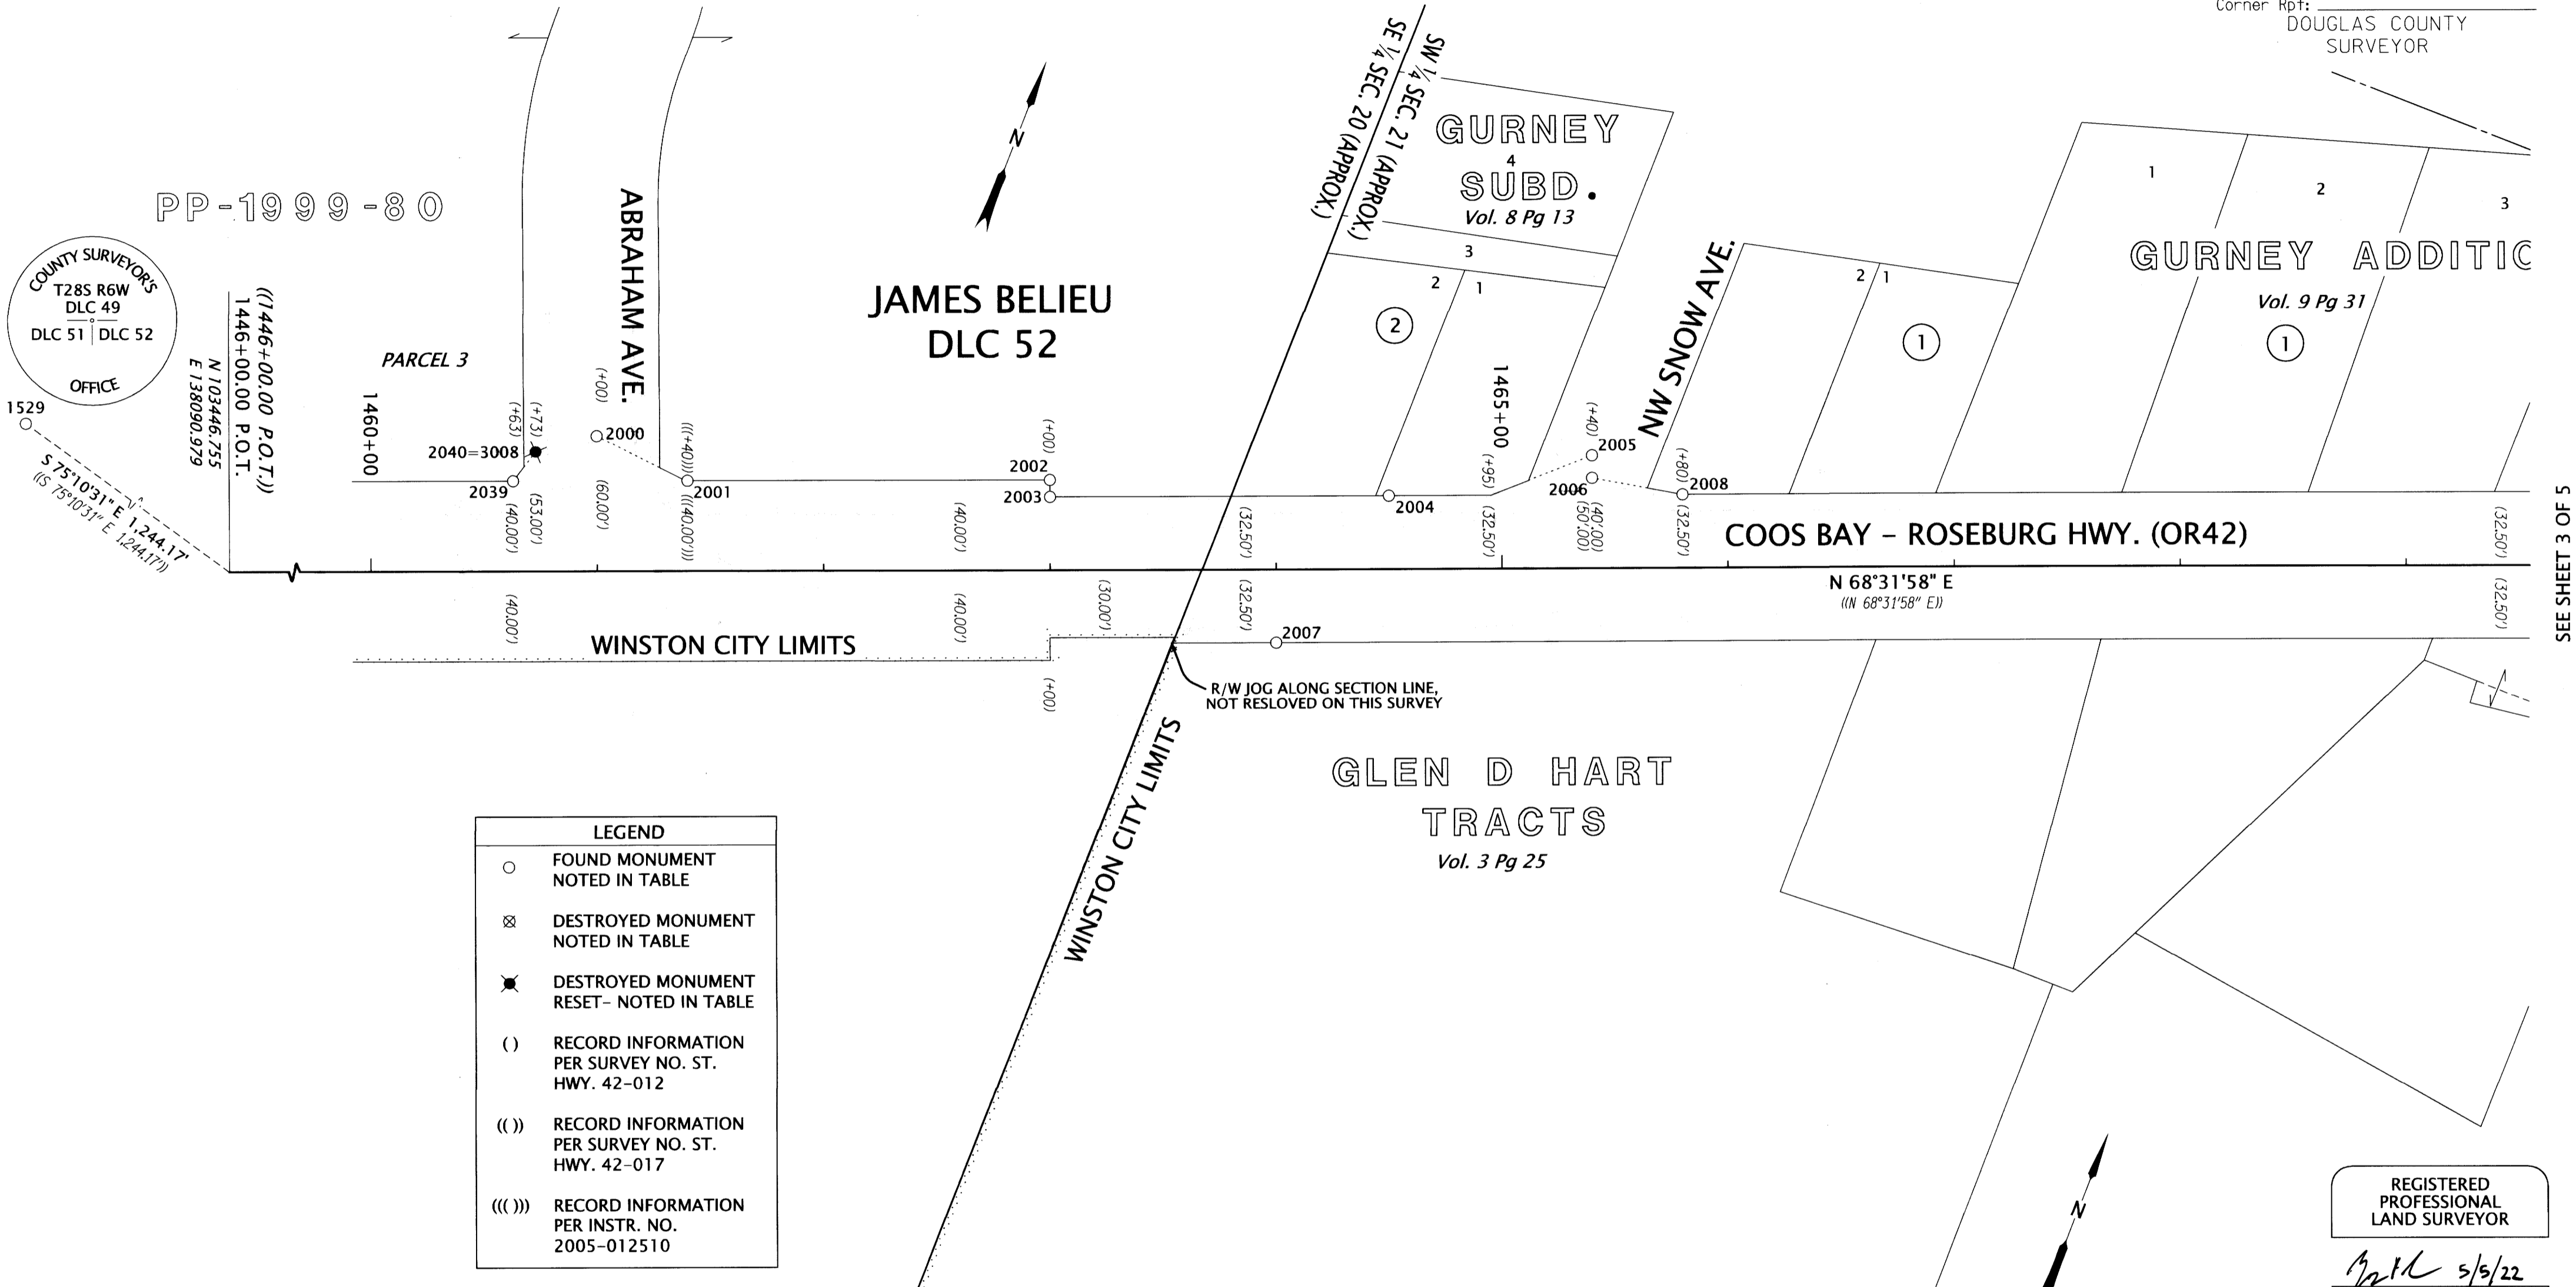 Corner Rpt:
DOUGLAS COUNTY
SURVEYOR
PP-1999-80
COUNTY SURVEYOR'S
T28S R6W
DLC 49
DLC 51 DLC 52
OFFICE
1529
S 75°10'31" E 1,244.17'
((S 75°10'31" E 1,244.17'))
N 103446.755
E 138090.979
1446+00.00 P.O.T.
((1446+00.00 P.O.T.))
PARCEL 3
1460+00
(+63)
(+73)
2040=3008
2039
(40.00')
(53.00')
ABRAHAM AVE.
(+00)
2000
(60.00')
(((+40)))
2001
(((40.00')))
N
JAMES BELIEU
DLC 52
(+00)
2002
2003
(40.00')
SE ¼ SEC. 20 (APPROX.)
SW ¼ SEC. 21 (APPROX.)
GURNEY
4
SUBD.
Vol. 8 Pg 13
3
2
1
2
1465+00
(32.50')
2004
(+95)
(32.50')
(+40)
2005
2006
(40.00')
(50.00')
NW SNOW AVE.
(+80)
2008
(32.50')
2
1
1
1
2
3
GURNEY ADDITIO
Vol. 9 Pg 31
1
COOS BAY – ROSEBURG HWY. (OR42)
(32.50')
SEE SHEET 3 OF 5
N 68°31'58" E
((N 68°31'58" E))
(40.00')
WINSTON CITY LIMITS
(40.00')
(30.00')
(32.50')
2007
(32.50')
(+00)
R/W JOG ALONG SECTION LINE,
NOT RESLOVED ON THIS SURVEY
WINSTON CITY LIMITS
GLEN D HART
TRACTS
Vol. 3 Pg 25
LEGEND
FOUND MONUMENT
NOTED IN TABLE
DESTROYED MONUMENT
NOTED IN TABLE
DESTROYED MONUMENT
RESET– NOTED IN TABLE
( ) RECORD INFORMATION
PER SURVEY NO. ST.
HWY. 42–012
(( )) RECORD INFORMATION
PER SURVEY NO. ST.
HWY. 42–017
((( ))) RECORD INFORMATION
PER INSTR. NO.
2005–012510
N
REGISTERED
PROFESSIONAL
LAND SURVEYOR
5/5/22